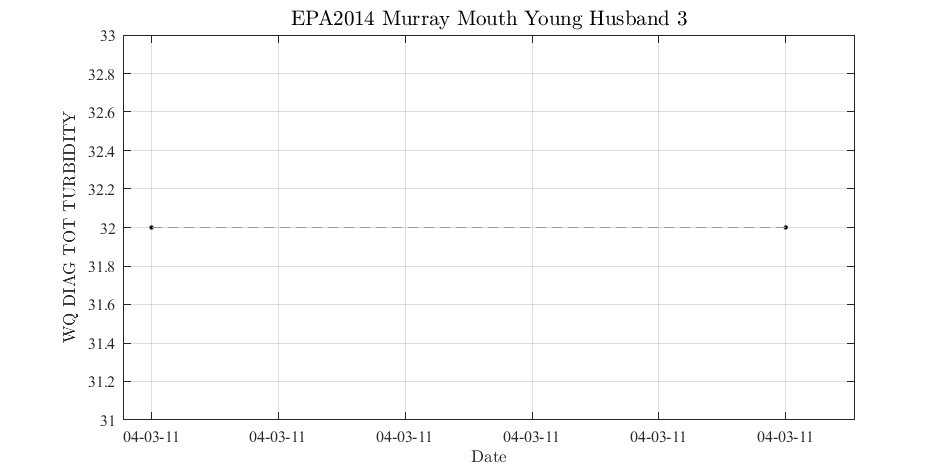 EPA2014 Murray Mouth Young Husband 3
33
32.8
32.6
32.4
32.2
32
31.8
31.6
31.4
31.2
31
WQ DIAG TOT TURBIDITY
04-03-11 04-03-11 04-03-11 04-03-11 04-03-11 04-03-11
Date